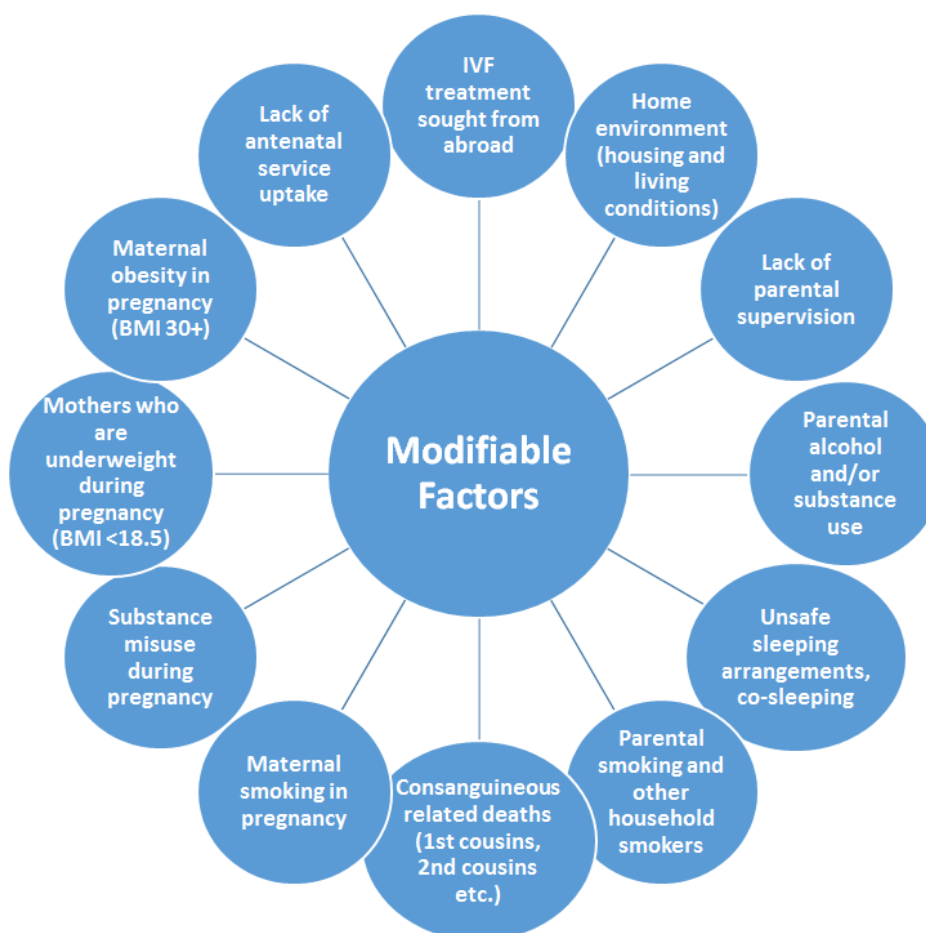 IVF
treatment
sought from
abroad
Home
environment
(housing and
living
conditions)
Lack of
parental
supervision
Parental
alcohol
and/or
substance
use
Unsafe
sleeping
arrangements,
co-sleeping
Parental
smoking and
other
household
smokers
Consanguineous
related deaths
(1st cousins,
2nd cousins
etc.)
Maternal
smoking in
pregnancy
Substance
misuse during
pregnancy
Mothers who
are
underweight
during
pregnancy
(BMI <18.5)
Maternal
obesity in
pregnancy
(BMI 30+)
Lack of
antenatal
service
uptake
Modifiable
Factors